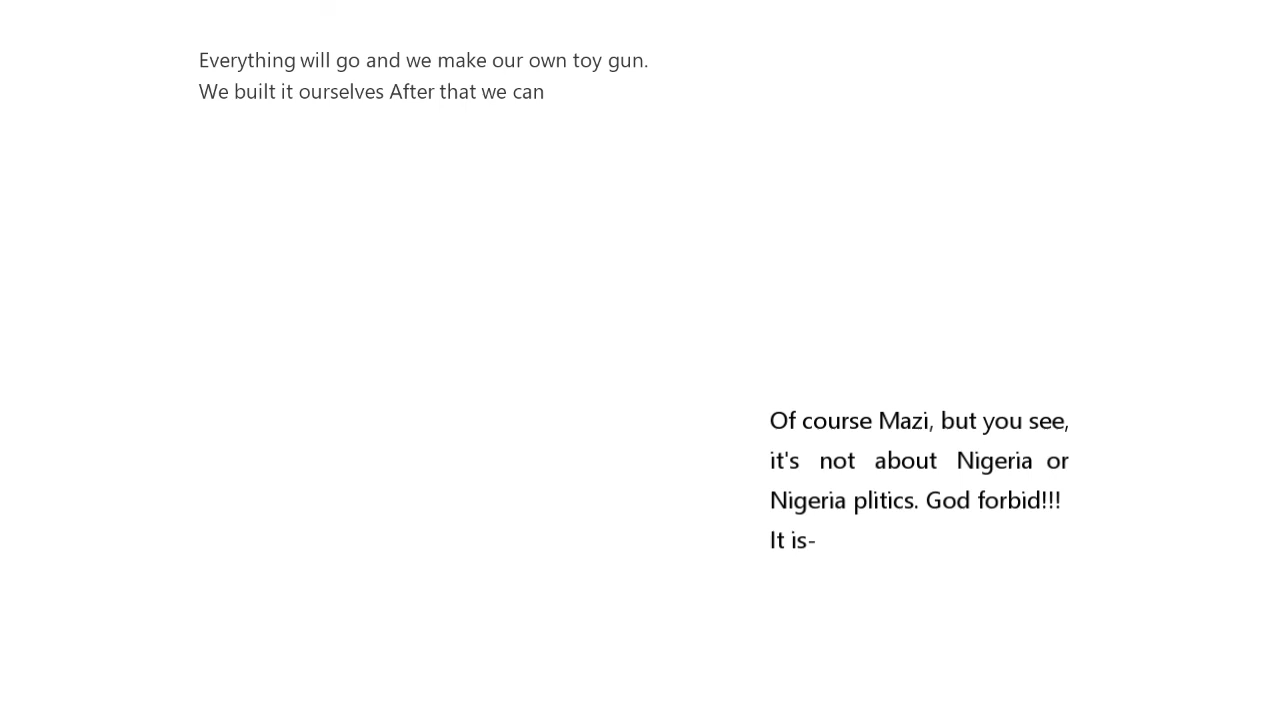 Everything will go and we make our own toy gun.
We built it ourselves After that we can
Of course Mazi, but you see,
it's not about Nigeria or
Nigeria plitics. God forbid!!!
It is-